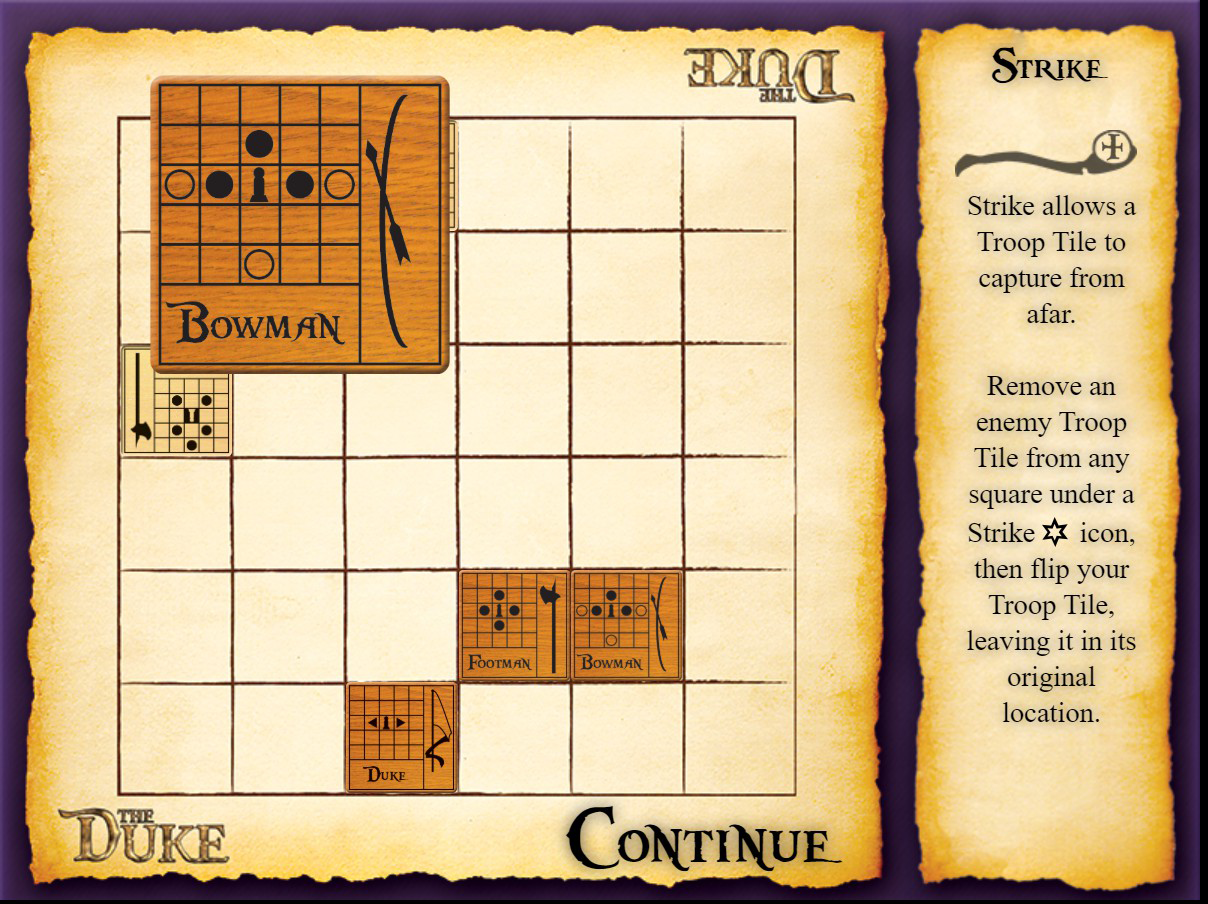 THE
DUKE
BOWMAN
FOOTMAN
BOWMAN
DUKE
THE
DUKE
CONTINUE
STRIKE
Strike allows a
Troop Tile to
capture from
afar.
Remove an
enemy Troop
Tile from any
square under a
Strike icon,
then flip your
Troop Tile,
leaving it in its
original
location.